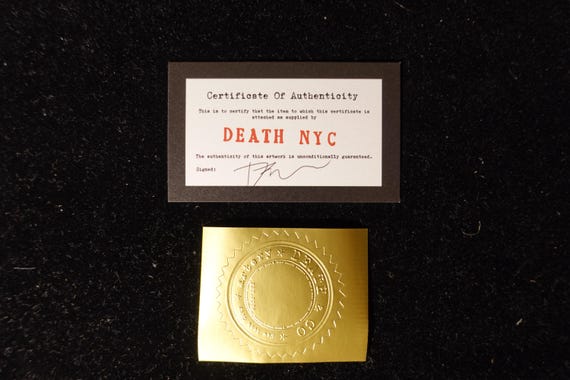 Certificate Of Authenticity
This is to certify that the item to which this certificate is
attached as supplied by
DEATH NYC
The authenticity of this artwork is unconditionally guaranteed.
Signed: